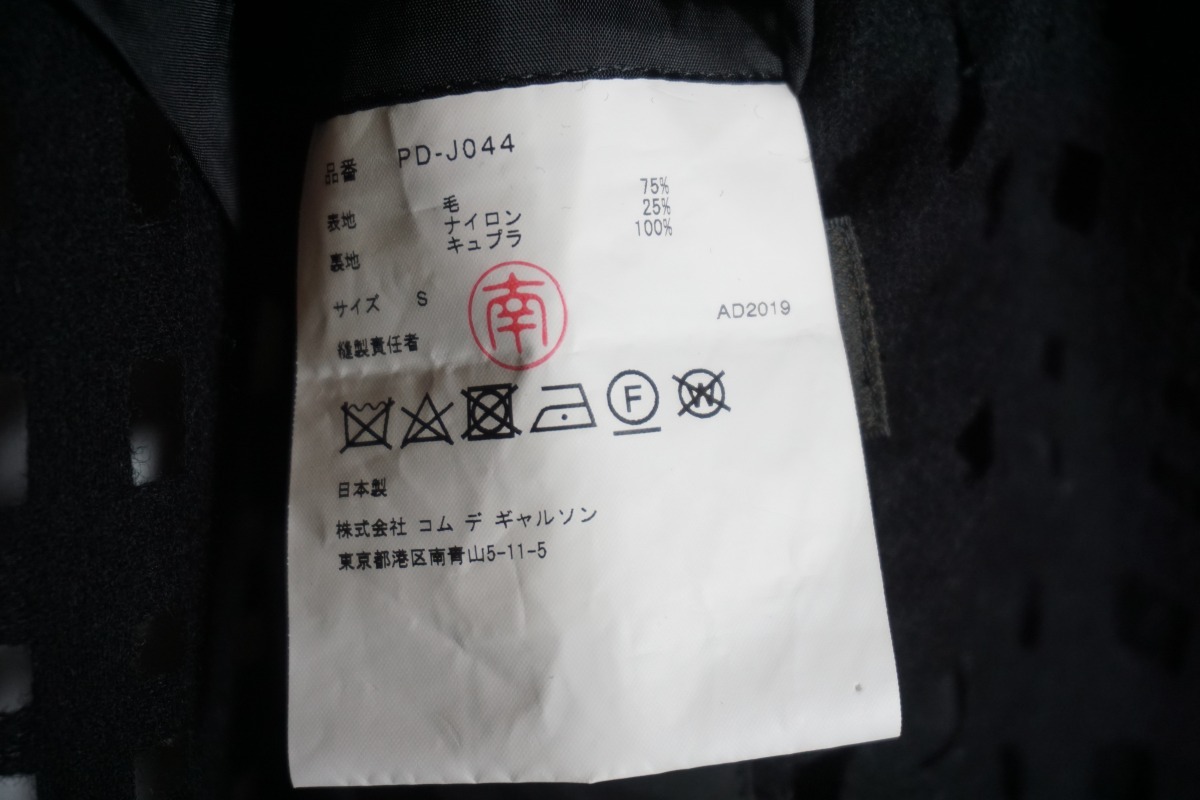 品番 PD-J044
表地 毛 75%
ナイロン 25%
裏地 キュプラ 100%
サイズ S
南
AD2019
縫製責任者
F W
日本製
株式会社 コム デ ギャルソン
東京都港区南青山5-11-5